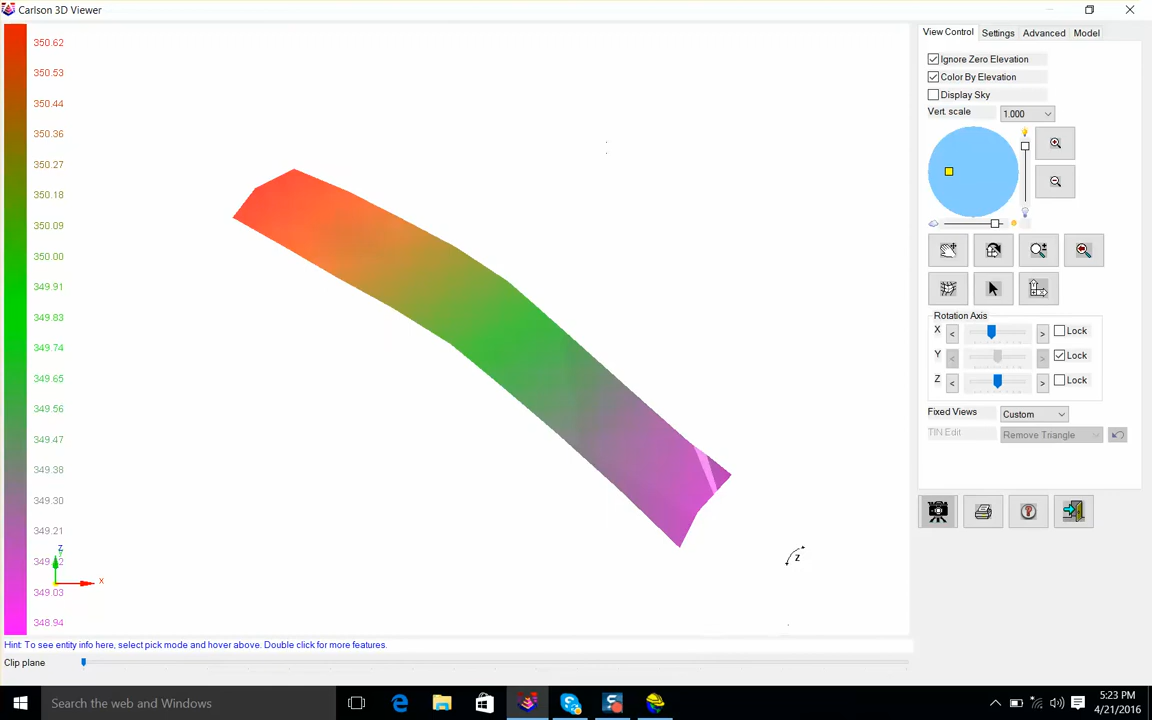 Carlson 3D Viewer
350.62
350.53
350.44
350.36
350.27
350.18
350.09
350.00
349.91
349.83
349.74
349.65
349.56
349.47
349.38
349.30
349.21
349.03
348.94
z
x
z
View Control
Settings
Advanced
Model
Ignore Zero Elevation
Color By Elevation
Display Sky
Vert. scale
1.000
Rotation Axis
X
<
>
Lock
Y
<
>
Lock
Z
<
>
Lock
Fixed Views
Custom
TIN Edit
Remove Triangle
Hint: To see entity info here, select pick mode and hover above. Double click for more features.
Clip plane
Search the web and Windows
5:23 PM
4/21/2016